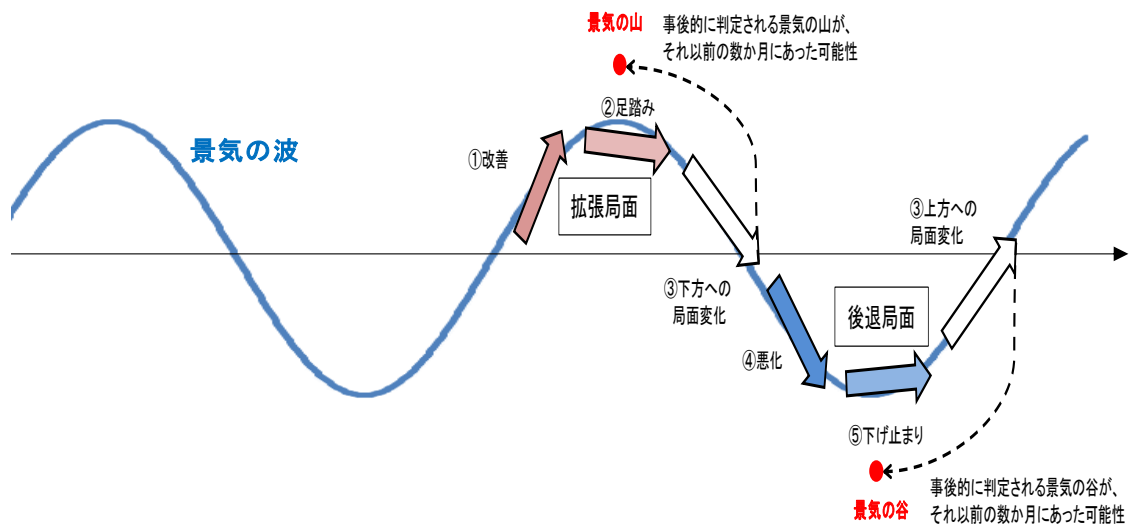 景気の山
事後的に判定される景気の山が、
それ以前の数か月にあった可能性
②足踏み
景気の波
①改善
拡張局面
③上方への
局面変化
③下方への
局面変化
後退局面
④悪化
⑤下げ止まり
景気の谷
事後的に判定される景気の谷が、
それ以前の数か月にあった可能性